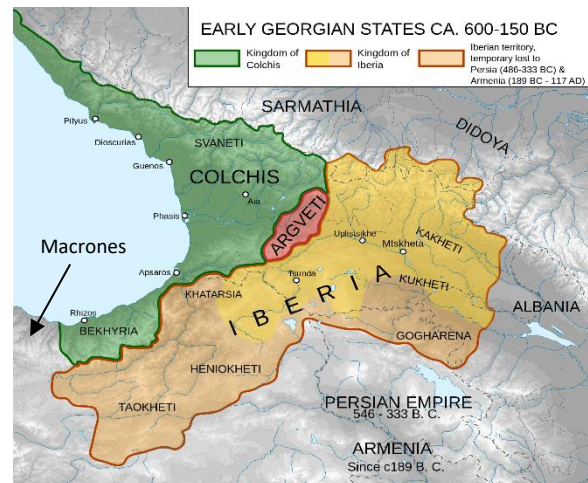 EARLY GEORGIAN STATES CA. 600-150 BC
Kingdom of
Colchis
Kingdom of
Iberia
Iberian territory,
temporary lost to
Persia (486-333 BC) &
Armenia (189 BC - 117 AD)
SARMATHIA
DIDOYA
Pityus
Dioscurias
SVANETI
Guenos
COLCHIS
Aia
Phasis
ARGVETI
Uplistsikhe
KAKHETI
Mtskheta
Macrones
Apsaros
Tsunda
KUKHETI
KHATARSIA
IBERIA
ALBANIA
Rhizos
BEKHYRIA
GOGHARENA
HENIOKHETI
TAOKHETI
PERSIAN EMPIRE
546 - 333 B. C.
ARMENIA
Since c189 B. C.